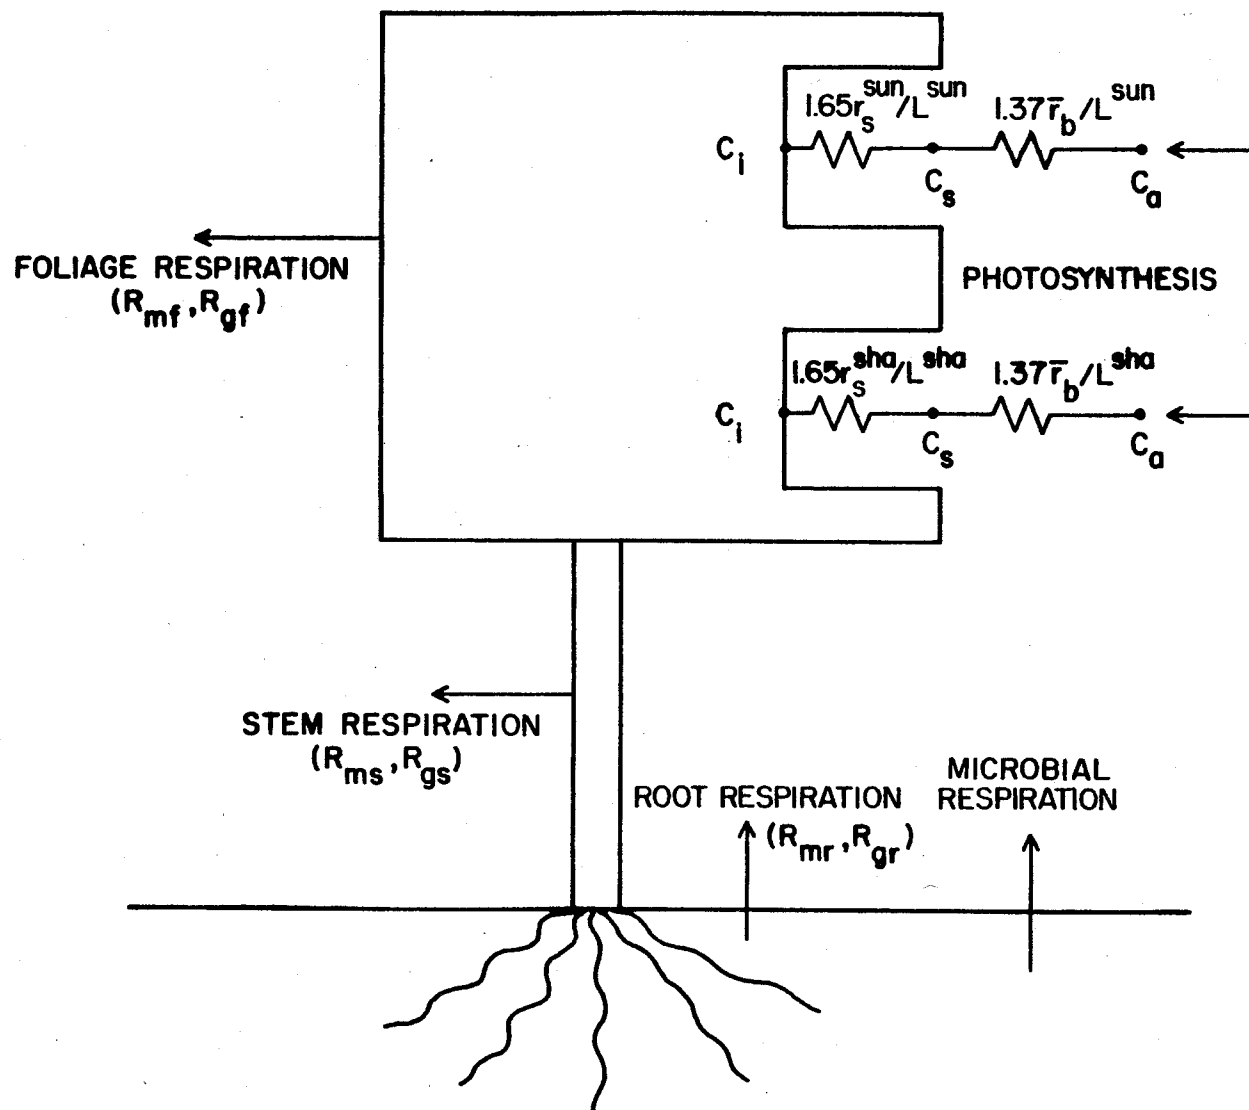 1.65r_s^sun/L^sun
1.37r̄_b/L^sun
C_i
C_s
C_a
FOLIAGE RESPIRATION
(R_mf, R_gf)
PHOTOSYNTHESIS
1.65r_s^sha/L^sha
1.37r̄_b/L^sha
C_i
C_s
C_a
STEM RESPIRATION
(R_ms, R_gs)
ROOT RESPIRATION
(R_mr, R_gr)
MICROBIAL
RESPIRATION